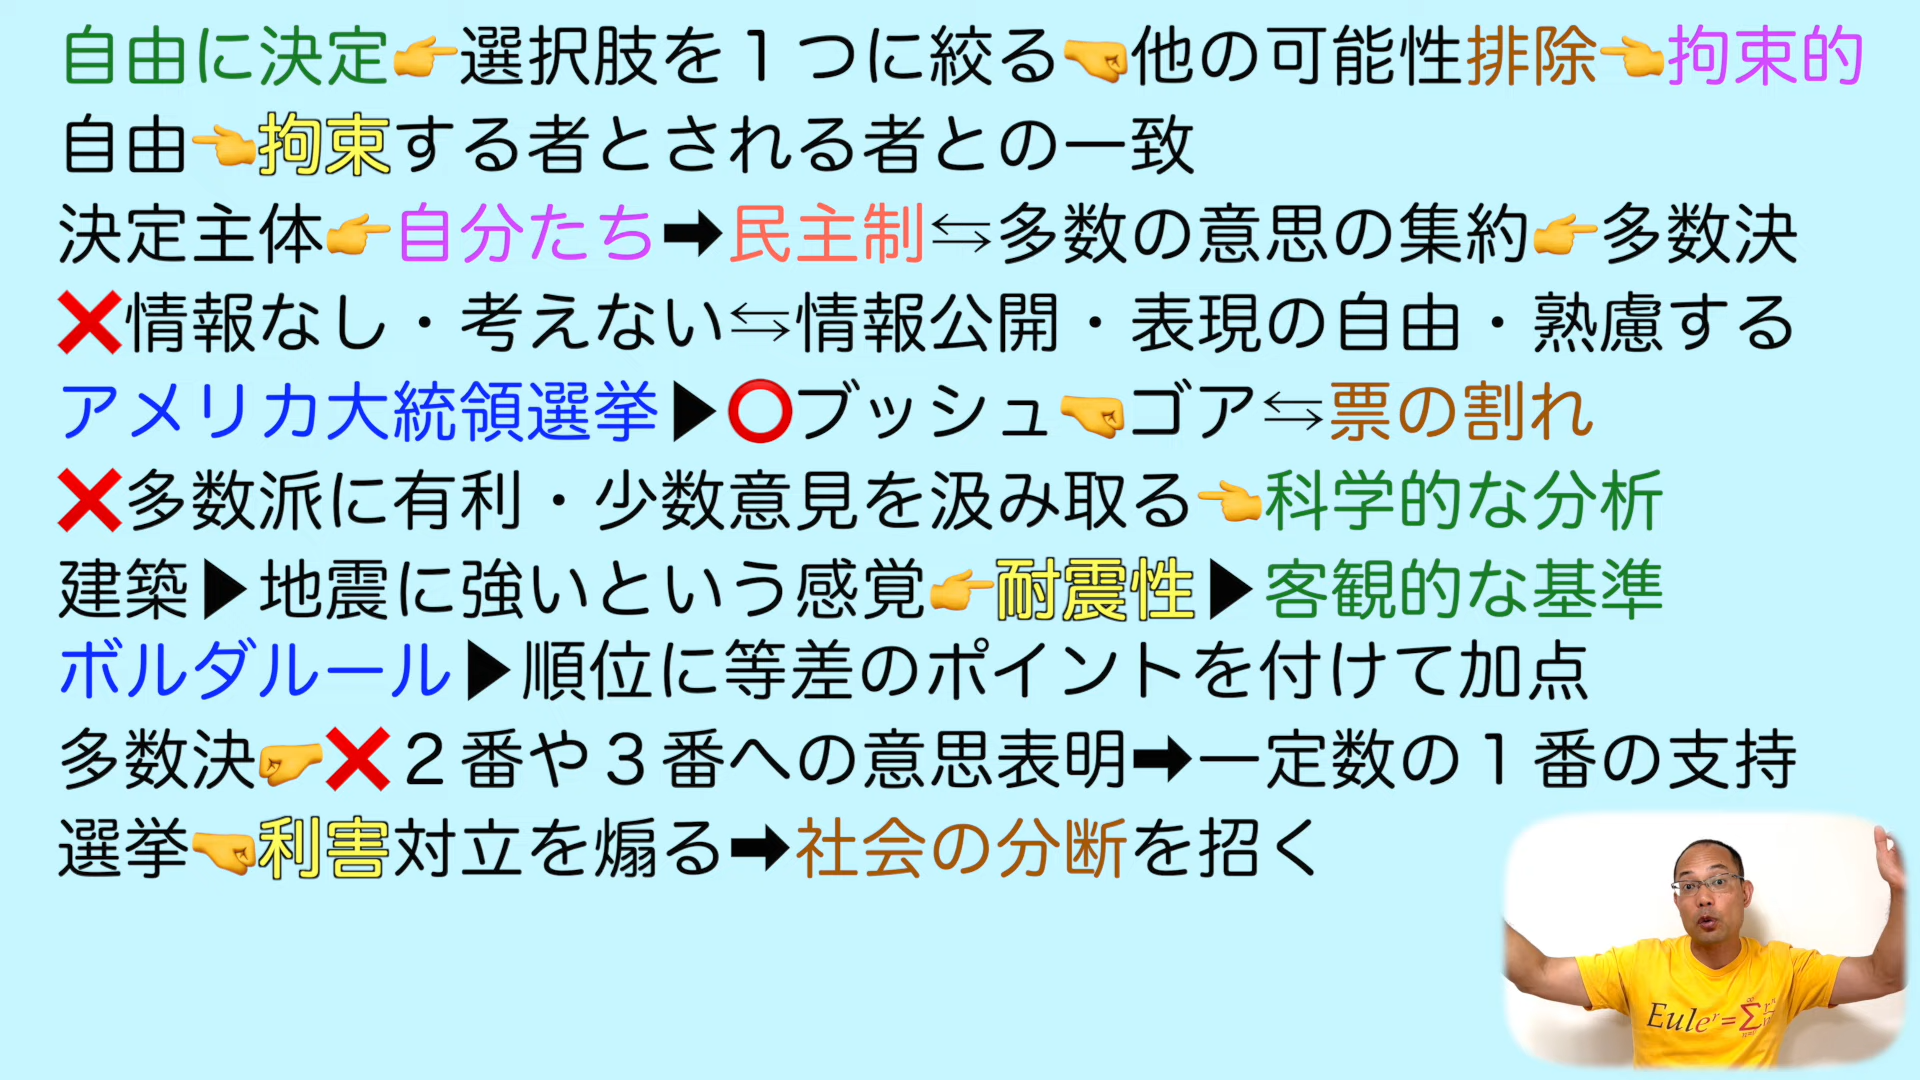 自由に決定👉選択肢を１つに絞る🤜他の可能性排除👈拘束的
自由👈拘束する者とされる者との一致
決定主体👉自分たち➡民主制⇆多数の意思の集約👉多数決
❌情報なし・考えない⇆情報公開・表現の自由・熟慮する
アメリカ大統領選挙▶⭕ブッシュ🤜ゴア⇆票の割れ
❌多数派に有利・少数意見を汲み取る👈科学的な分析
建築▶地震に強いという感覚👉耐震性▶客観的な基準
ボルダルール▶順位に等差のポイントを付けて加点
多数決🤛❌２番や３番への意思表明➡一定数の１番の支持
選挙🤜利害対立を煽る➡社会の分断を招く